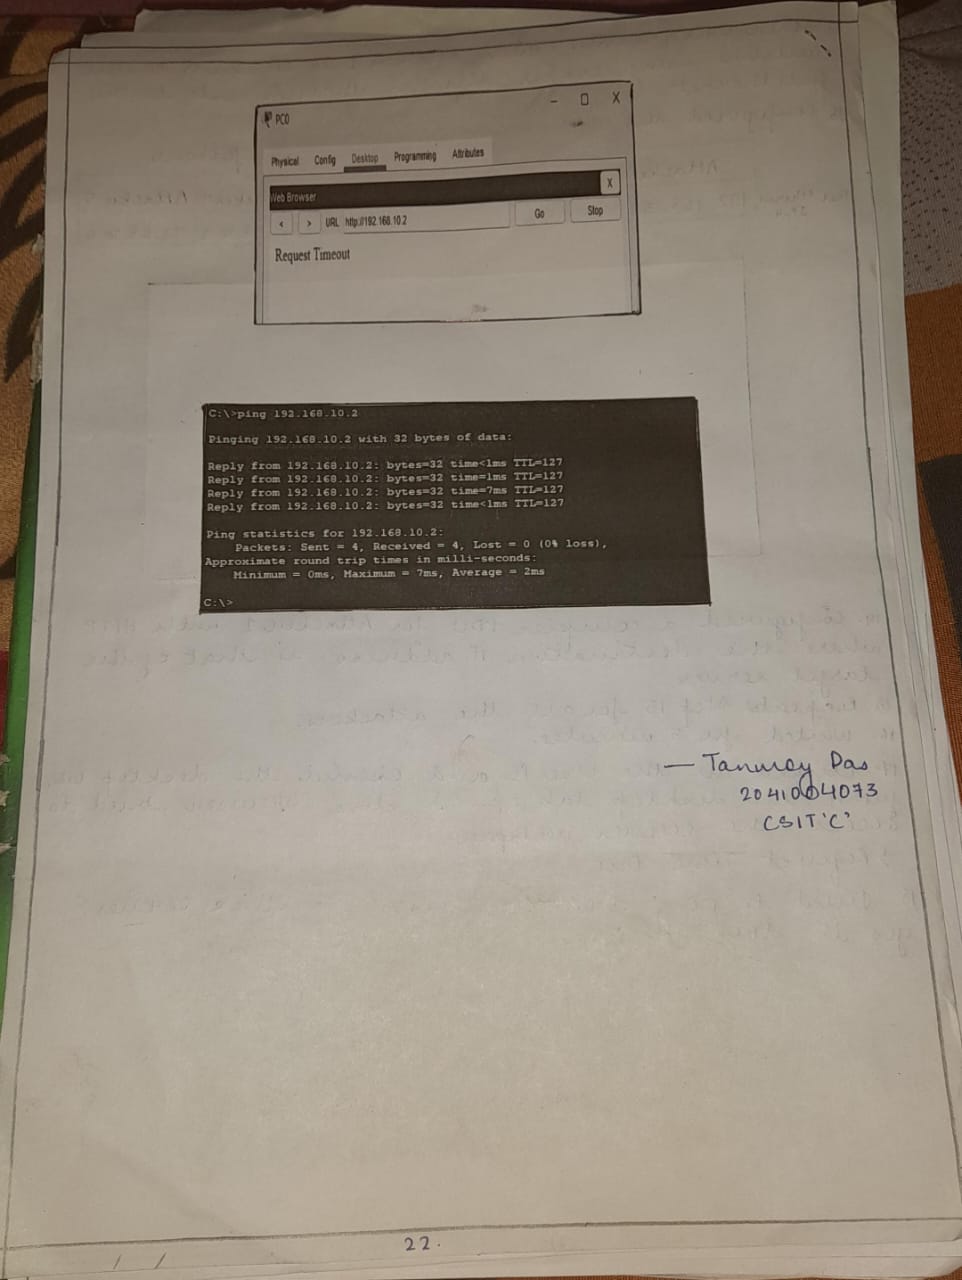 PC0
Physical Config Desktop Programming Attributes
Web Browser X
< > URL http://192.168.10.2 Go Stop
Request Timeout
C:\>ping 192.168.10.2
Pinging 192.168.10.2 with 32 bytes of data:
Reply from 192.168.10.2: bytes=32 time<1ms TTL=127
Reply from 192.168.10.2: bytes=32 time=1ms TTL=127
Reply from 192.168.10.2: bytes=32 time=7ms TTL=127
Reply from 192.168.10.2: bytes=32 time<1ms TTL=127
Ping statistics for 192.168.10.2:
Packets: Sent = 4, Received = 4, Lost = 0 (0% loss),
Approximate round trip times in milli-seconds:
Minimum = 0ms, Maximum = 7ms, Average = 2ms
C:\>
— Tanmay Das
2041004073
CSIT 'C'
22.